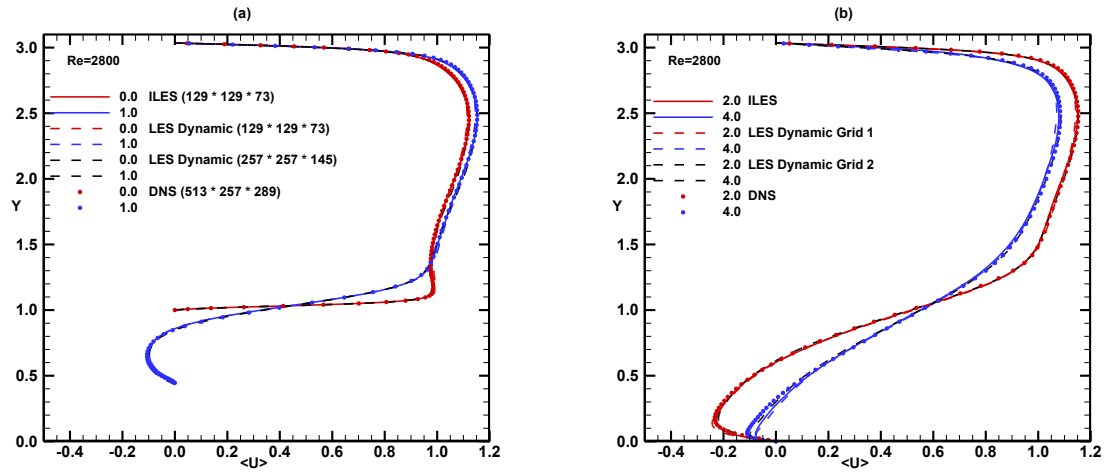 (a)
Re=2800
0.0 ILES (129 * 129 * 73)
1.0
0.0 LES Dynamic (129 * 129 * 73)
1.0
0.0 LES Dynamic (257 * 257 * 145)
1.0
0.0 DNS (513 * 257 * 289)
1.0
Y
3.0
2.5
2.0
1.5
1.0
0.5
0.0
-0.4 -0.2 0.0 0.2 0.4 0.6 0.8 1.0 1.2
<U>
(b)
Re=2800
2.0 ILES
4.0
2.0 LES Dynamic Grid 1
4.0
2.0 LES Dynamic Grid 2
4.0
2.0 DNS
4.0
Y
3.0
2.5
2.0
1.5
1.0
0.5
0.0
-0.4 -0.2 0.0 0.2 0.4 0.6 0.8 1.0 1.2
<U>